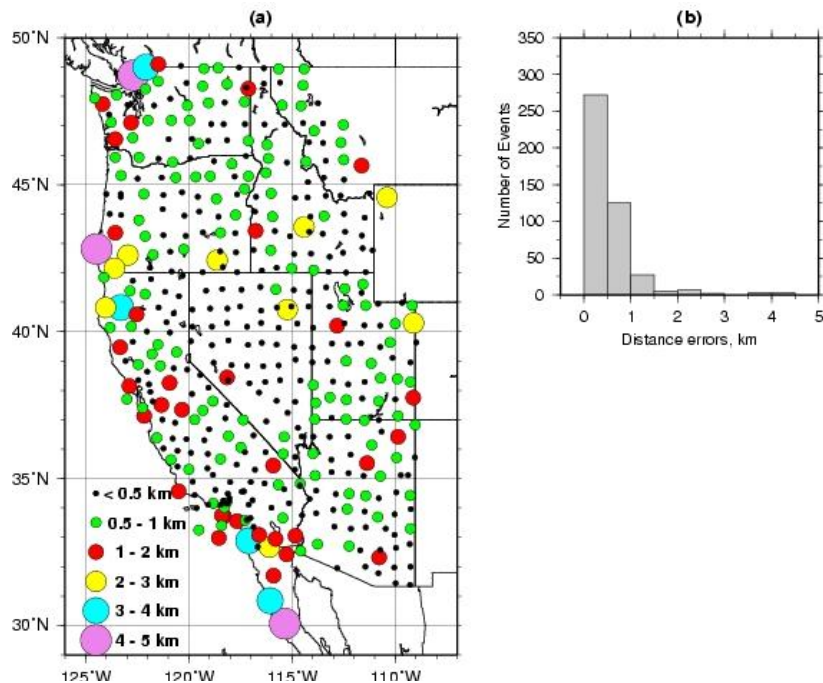 (a)
50˚N
45˚N
40˚N
35˚N
30˚N
< 0.5 km
0.5 - 1 km
1 - 2 km
2 - 3 km
3 - 4 km
4 - 5 km
125˚W 120˚W 115˚W 110˚W
(b)
350
300
250
200
150
100
50
0
Number of Events
0 1 2 3 4 5
Distance errors, km